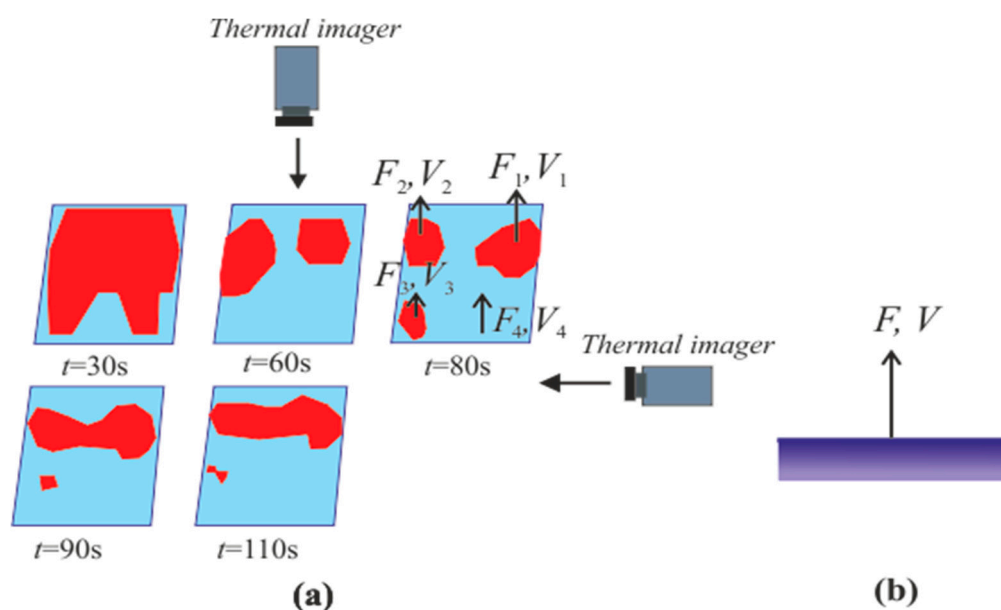 Thermal imager
F₂, V₂
F₁, V₁
F₃, V₃
F₄, V₄
t=30s
t=60s
t=80s
Thermal imager
F, V
t=90s
t=110s
(a)
(b)